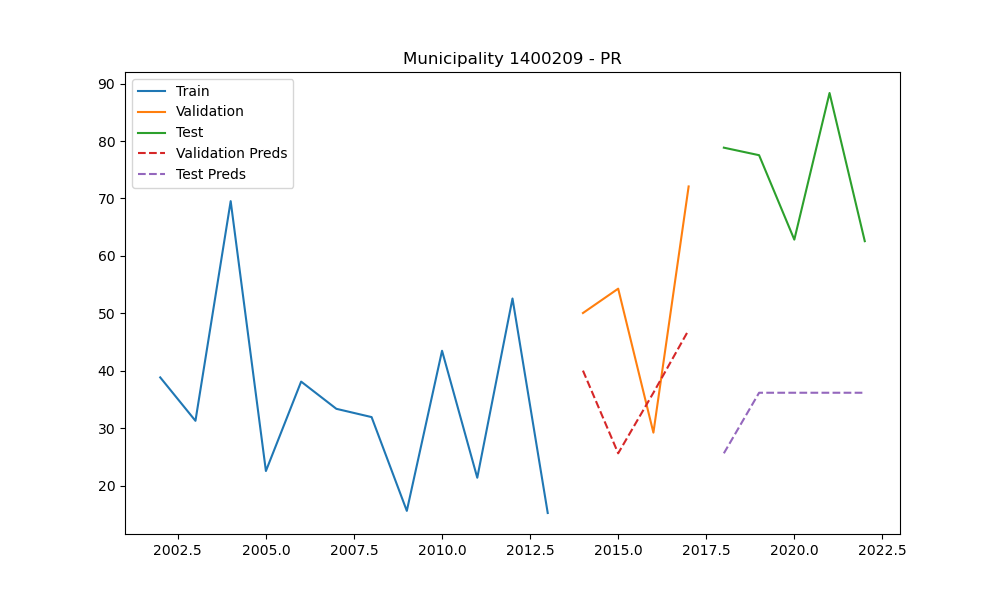 Municipality 1400209 - PR
Train
Validation
Test
Validation Preds
Test Preds
90
80
70
60
50
40
30
20
2002.5 2005.0 2007.5 2010.0 2012.5 2015.0 2017.5 2020.0 2022.5